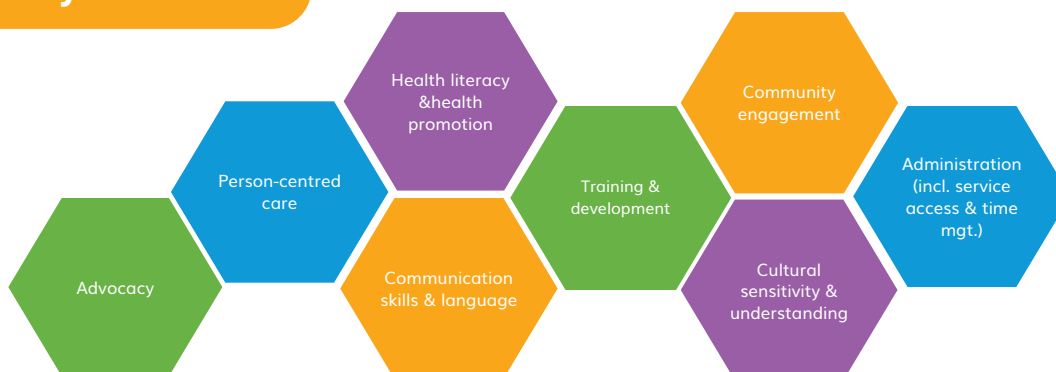 Advocacy
Person-centred
care
Health literacy
&health
promotion
Communication
skills & language
Training &
development
Community
engagement
Cultural
sensitivity &
understanding
Administration
(incl. service
access & time
mgt.)